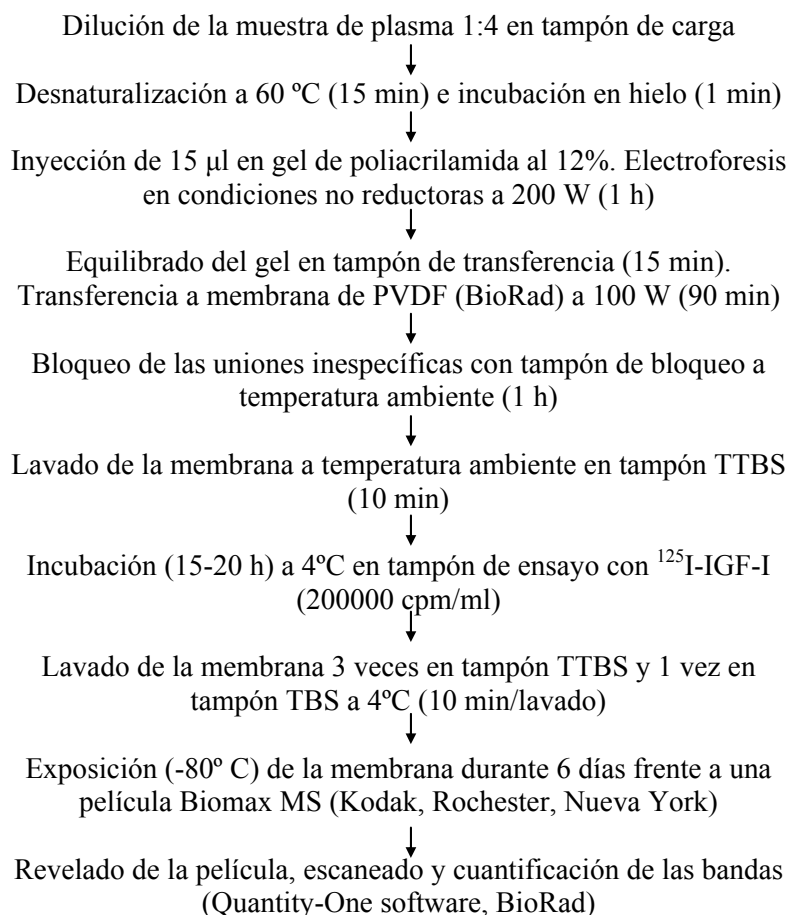 Dilución de la muestra de plasma 1:4 en tampón de carga
Desnaturalización a 60 ºC (15 min) e incubación en hielo (1 min)
Inyección de 15 μl en gel de poliacrilamida al 12%. Electroforesis
en condiciones no reductoras a 200 W (1 h)
Equilibrado del gel en tampón de transferencia (15 min).
Transferencia a membrana de PVDF (BioRad) a 100 W (90 min)
Bloqueo de las uniones inespecíficas con tampón de bloqueo a
temperatura ambiente (1 h)
Lavado de la membrana a temperatura ambiente en tampón TTBS
(10 min)
Incubación (15-20 h) a 4ºC en tampón de ensayo con ¹²⁵I-IGF-I
(200000 cpm/ml)
Lavado de la membrana 3 veces en tampón TTBS y 1 vez en
tampón TBS a 4ºC (10 min/lavado)
Exposición (-80º C) de la membrana durante 6 días frente a una
película Biomax MS (Kodak, Rochester, Nueva York)
Revelado de la película, escaneado y cuantificación de las bandas
(Quantity-One software, BioRad)